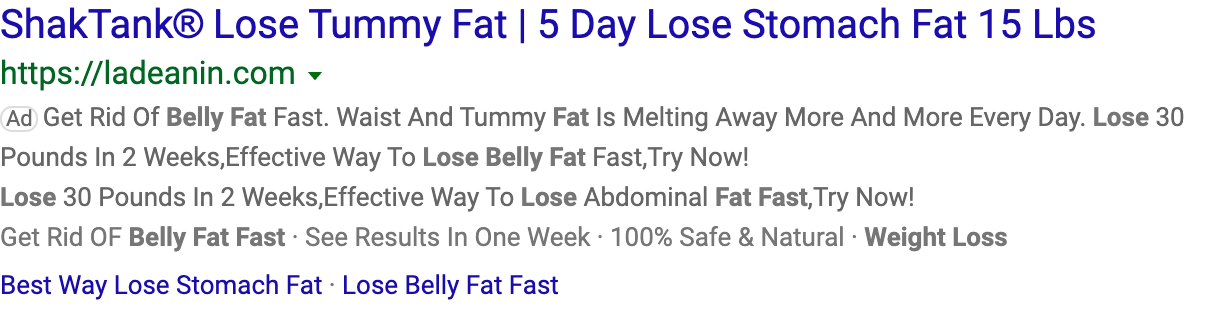 ShakTank® Lose Tummy Fat | 5 Day Lose Stomach Fat 15 Lbs
https://ladeanin.com
Ad Get Rid Of Belly Fat Fast. Waist And Tummy Fat Is Melting Away More And More Every Day. Lose 30
Pounds In 2 Weeks,Effective Way To Lose Belly Fat Fast,Try Now!
Lose 30 Pounds In 2 Weeks,Effective Way To Lose Abdominal Fat Fast,Try Now!
Get Rid OF Belly Fat Fast · See Results In One Week · 100% Safe & Natural · Weight Loss
Best Way Lose Stomach Fat · Lose Belly Fat Fast